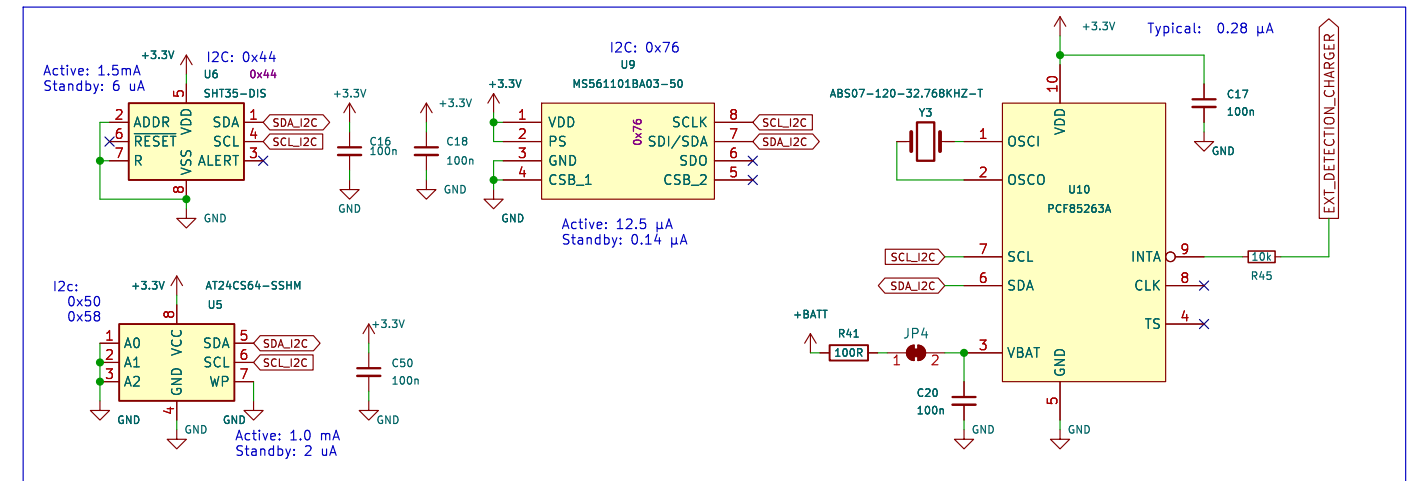 +3.3V
I2C: 0x44
U6
0x44
Active: 1.5mA
Standby: 6 uA
SHT35-DIS
5
VDD
2 ADDR
6 RESET
7 R
SDA 1
SCL 4
ALERT 3
VSS
8
SDA_I2C
SCL_I2C
GND
+3.3V
C16
100n
GND
+3.3V
C18
100n
GND
I2C: 0x76
U9
MS561101BA03-50
+3.3V
1 VDD
2 PS
3 GND
4 CSB_1
0x76
SCLK 8
SDI/SDA 7
SDO 6
CSB_2 5
SCL_I2C
SDA_I2C
GND
Active: 12.5 µA
Standby: 0.14 µA
+3.3V
Typical: 0.28 µA
EXT_DETECTION_CHARGER
10
VDD
C17
100n
GND
ABS07-120-32.768KHZ-T
Y3
1 OSCI
2 OSCO
U10
PCF85263A
SCL_I2C
7 SCL
SDA_I2C
6 SDA
INTA 9
CLK 8
TS 4
10k
R45
+BATT
R41
100R
JP4
1 2
3 VBAT
GND
5
C20
100n
GND
GND
I2c:
0x50
0x58
+3.3V
AT24CS64-SSHM
U5
8
VCC
1 A0
2 A1
3 A2
SDA 5
SCL 6
WP 7
GND
4
SDA_I2C
SCL_I2C
GND
GND
GND
Active: 1.0 mA
Standby: 2 uA
+3.3V
C50
100n
GND